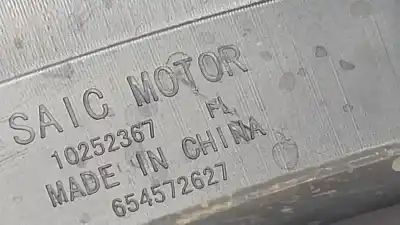 SAIC MOTOR
10252367 FL
MADE IN CHINA
654572627